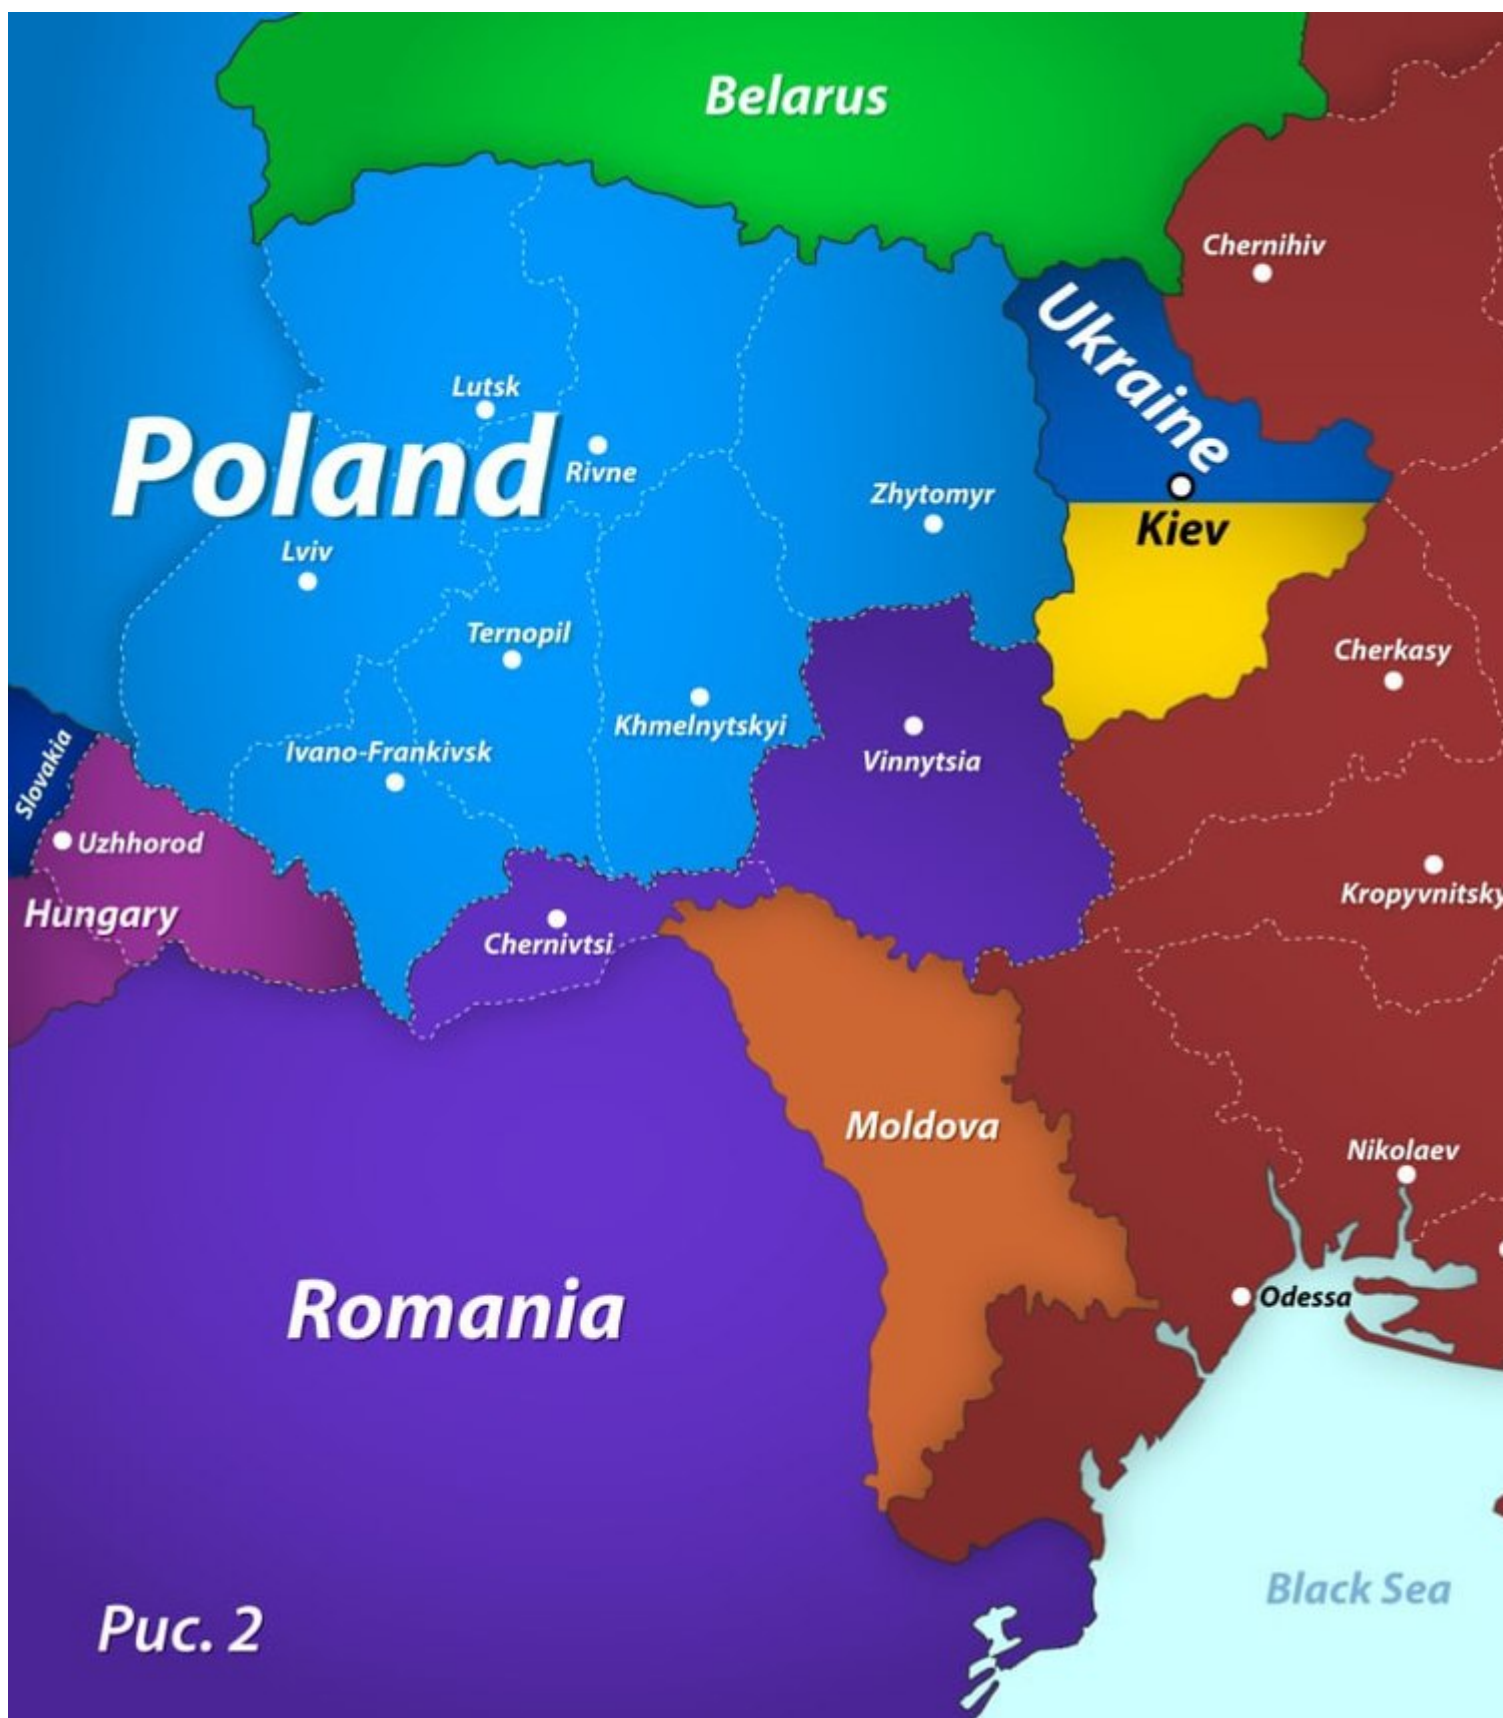 Belarus
Chernihiv
Ukraine
Lutsk
Poland
Rivne
Zhytomyr
Kiev
Lviv
Ternopil
Cherkasy
Khmelnytskyi
Ivano-Frankivsk
Vinnytsia
Slovakia
Uzhhorod
Kropyvnitsky
Hungary
Chernivtsi
Moldova
Nikolaev
Romania
Odessa
Black Sea
Рис. 2